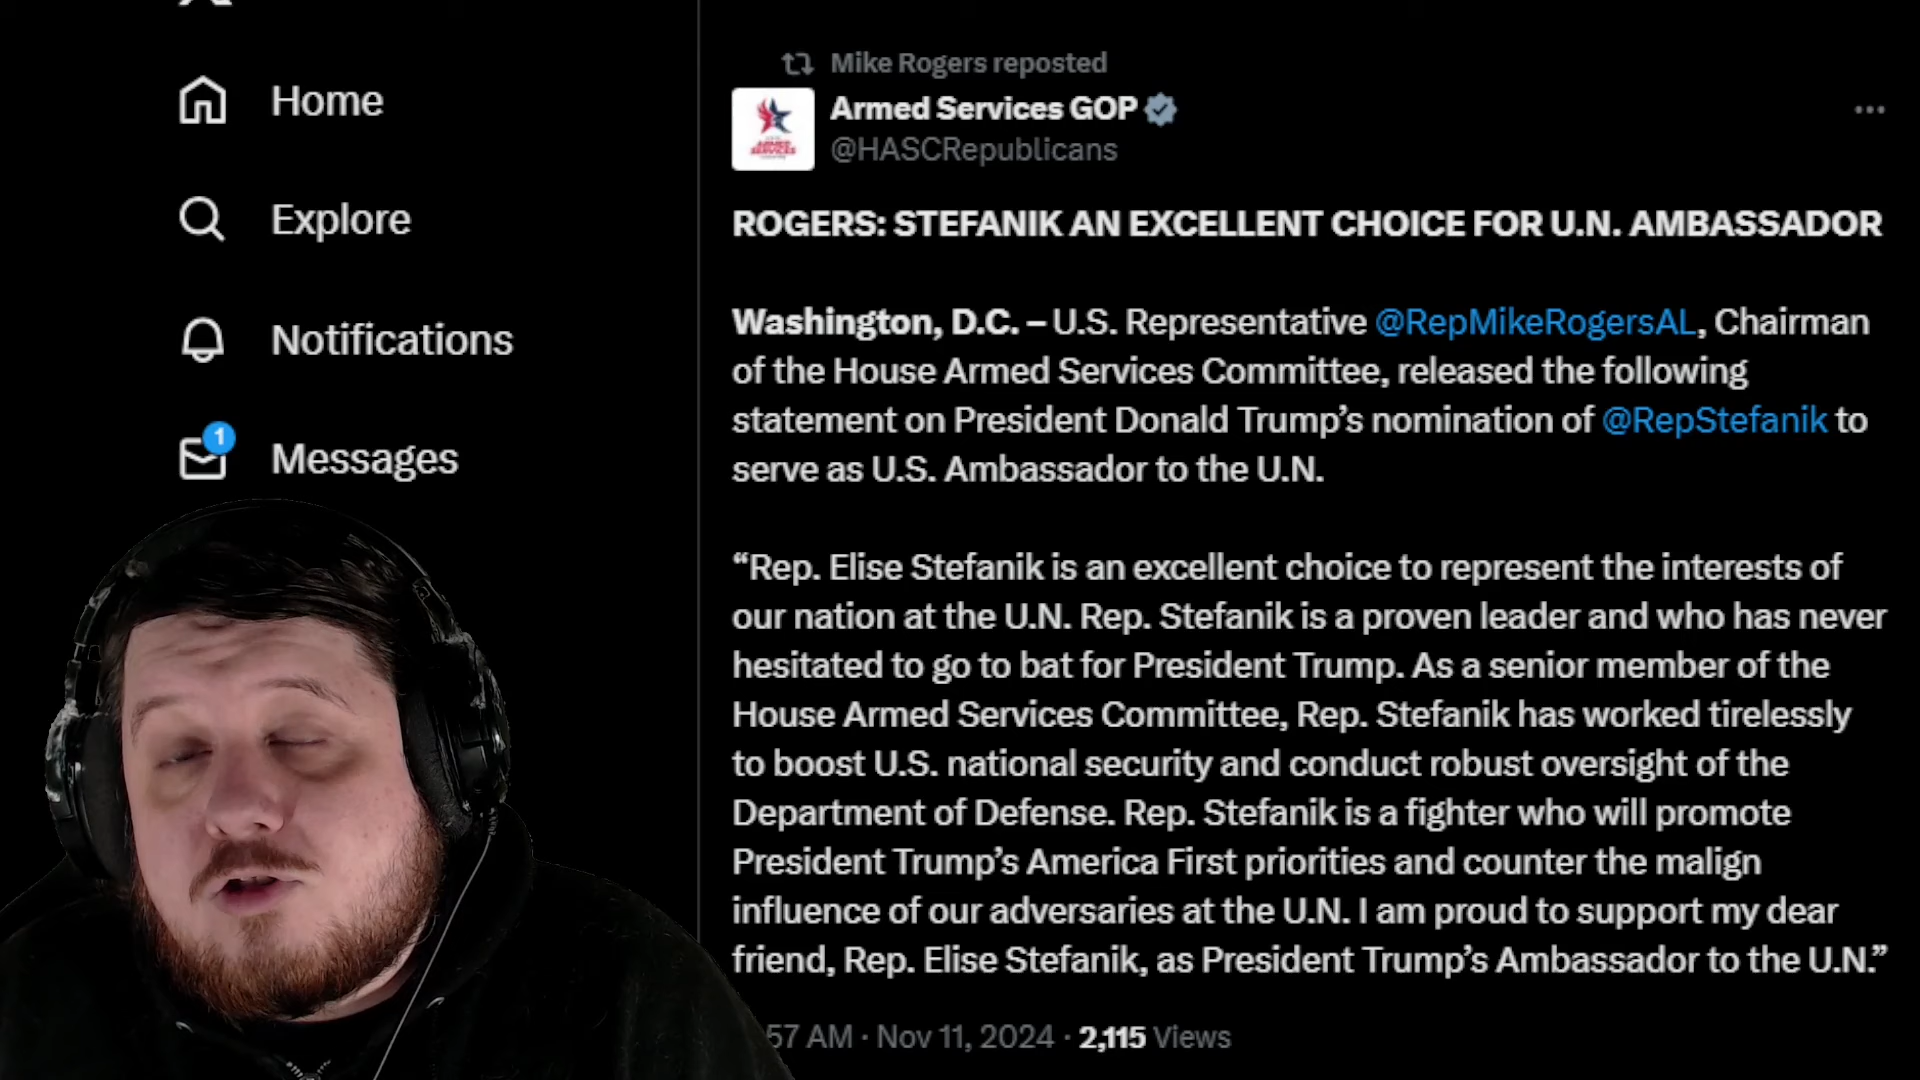 Home
Explore
Notifications
1
Messages
Mike Rogers reposted
Armed Services GOP
@HASCRepublicans
ROGERS: STEFANIK AN EXCELLENT CHOICE FOR U.N. AMBASSADOR
Washington, D.C. – U.S. Representative @RepMikeRogersAL, Chairman
of the House Armed Services Committee, released the following
statement on President Donald Trump’s nomination of @RepStefanik to
serve as U.S. Ambassador to the U.N.
“Rep. Elise Stefanik is an excellent choice to represent the interests of
our nation at the U.N. Rep. Stefanik is a proven leader and who has never
hesitated to go to bat for President Trump. As a senior member of the
House Armed Services Committee, Rep. Stefanik has worked tirelessly
to boost U.S. national security and conduct robust oversight of the
Department of Defense. Rep. Stefanik is a fighter who will promote
President Trump’s America First priorities and counter the malign
influence of our adversaries at the U.N. I am proud to support my dear
friend, Rep. Elise Stefanik, as President Trump’s Ambassador to the U.N.”
57 AM · Nov 11, 2024 · 2,115 Views